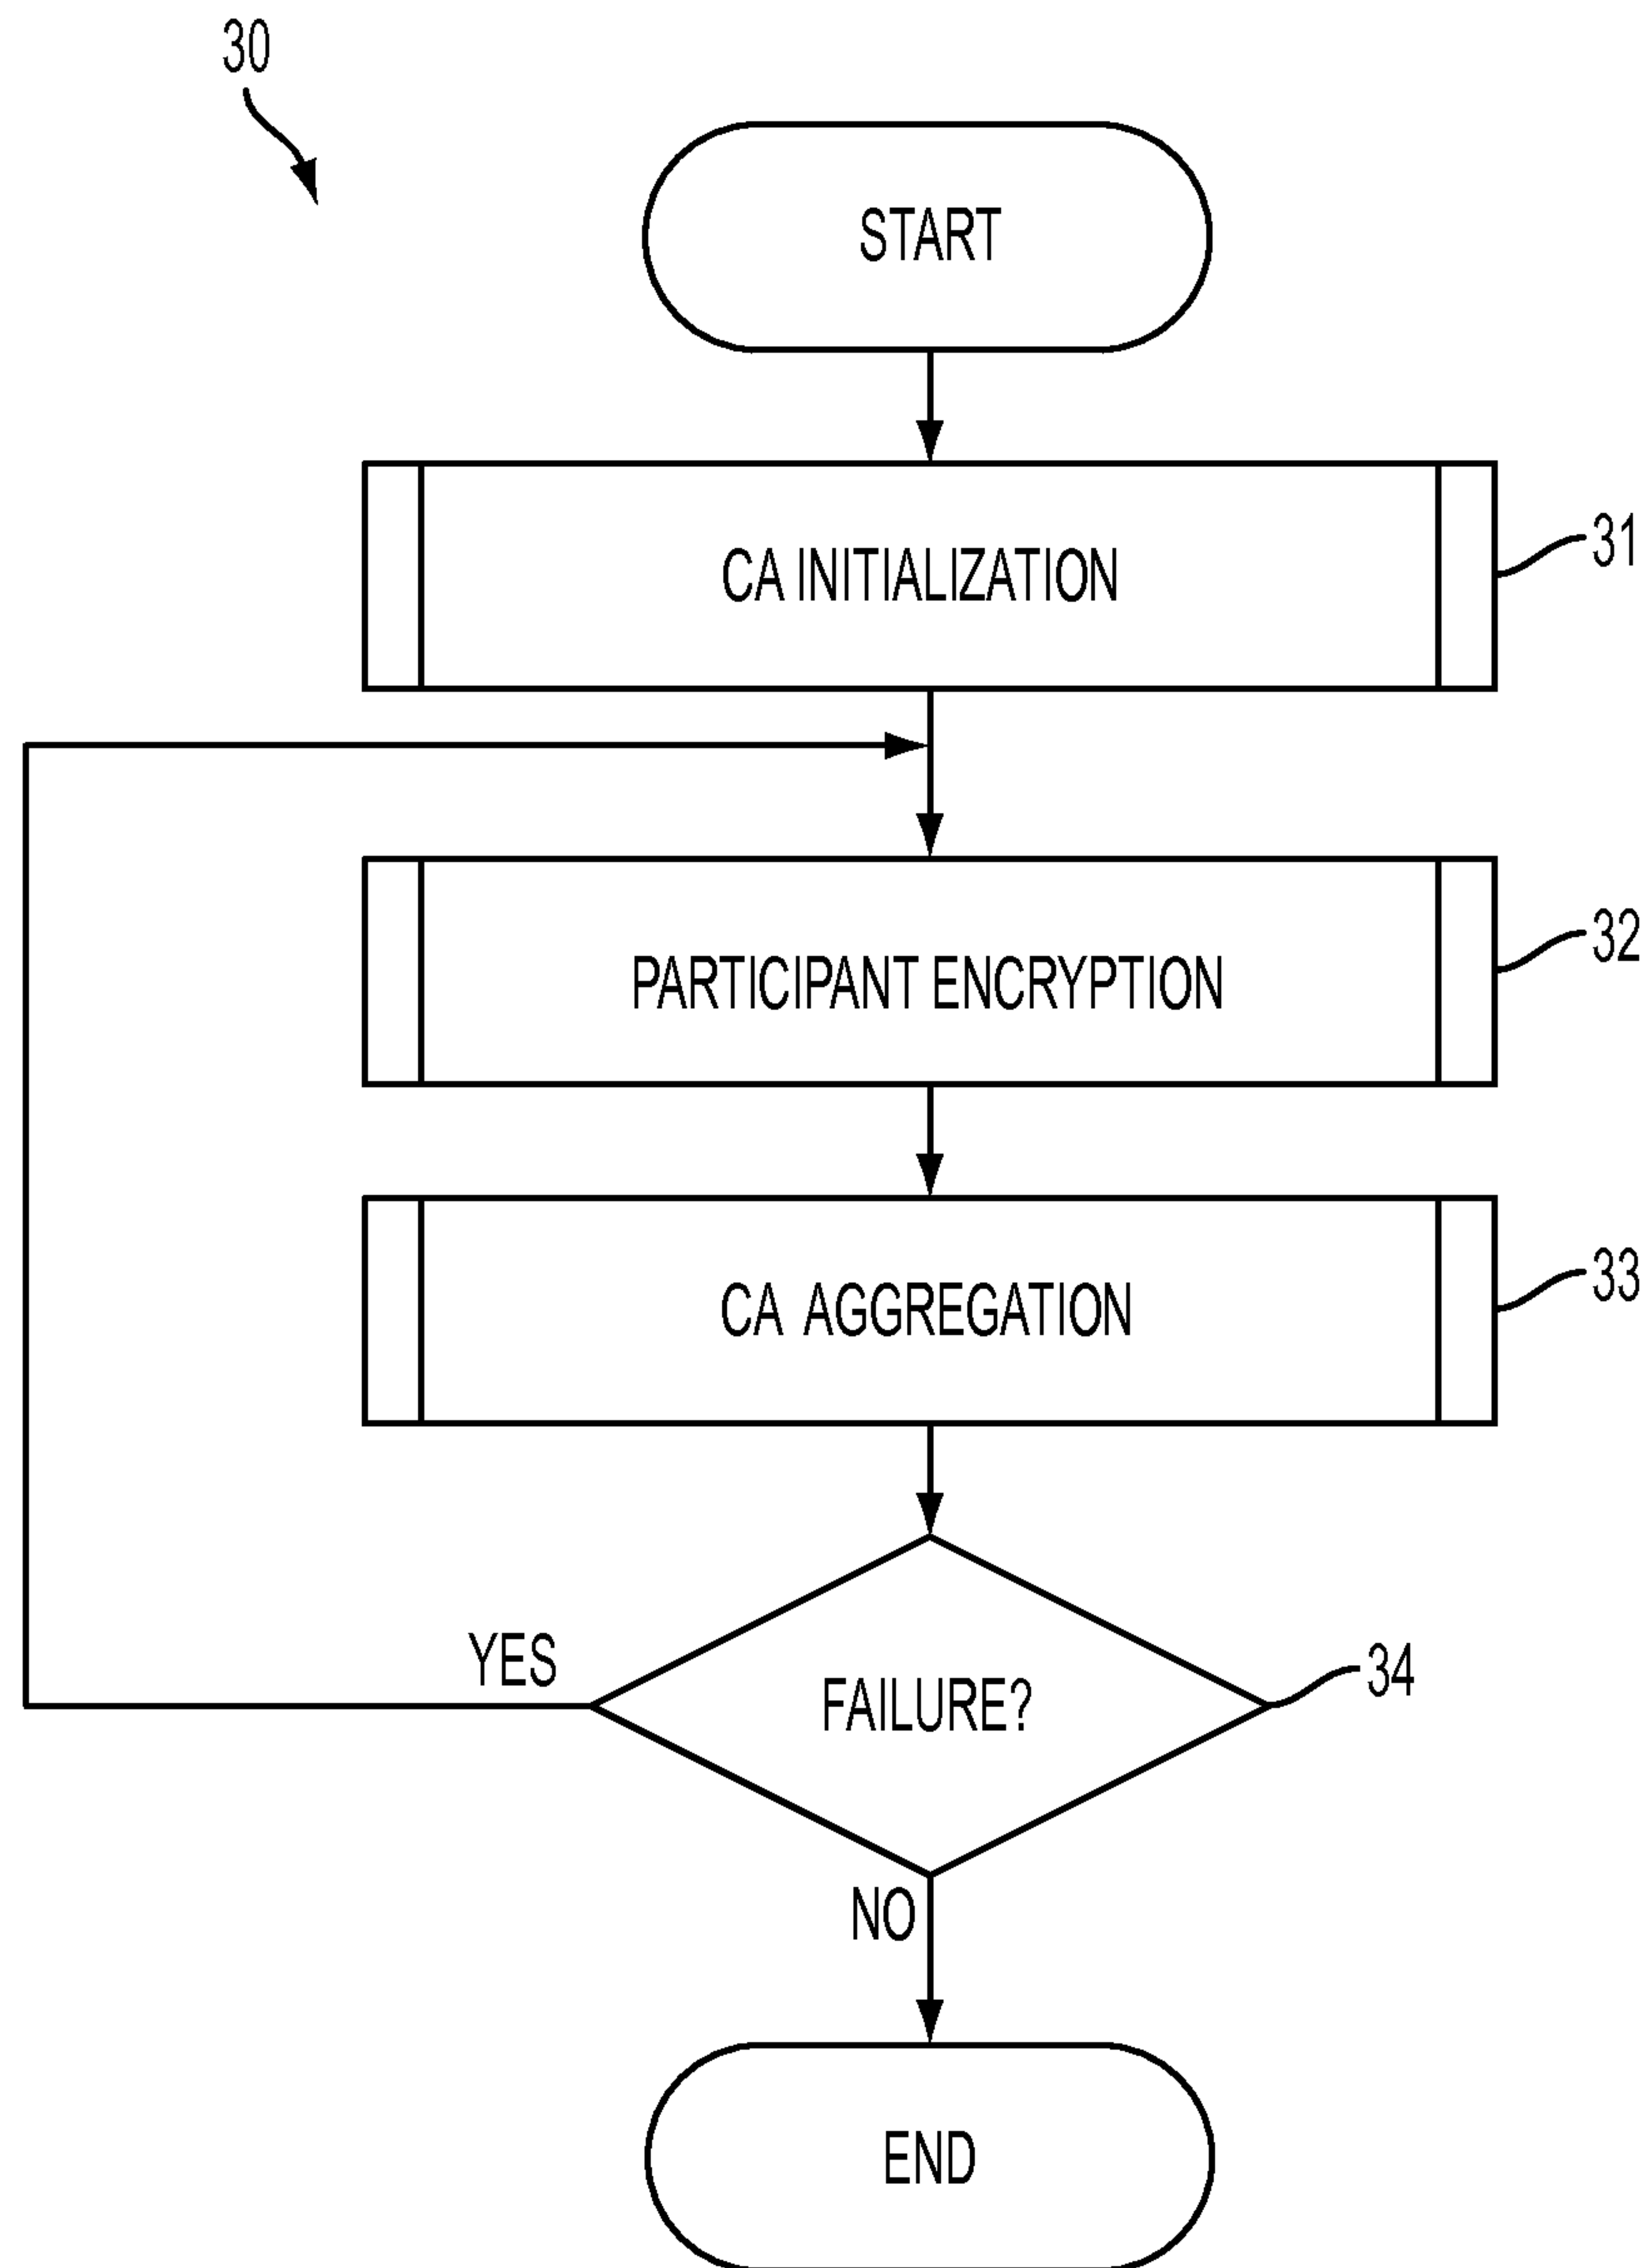 30
START
CA INITIALIZATION
31
PARTICIPANT ENCRYPTION
32
CA AGGREGATION
33
YES
FAILURE?
34
NO
END